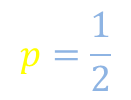 p = 1/2